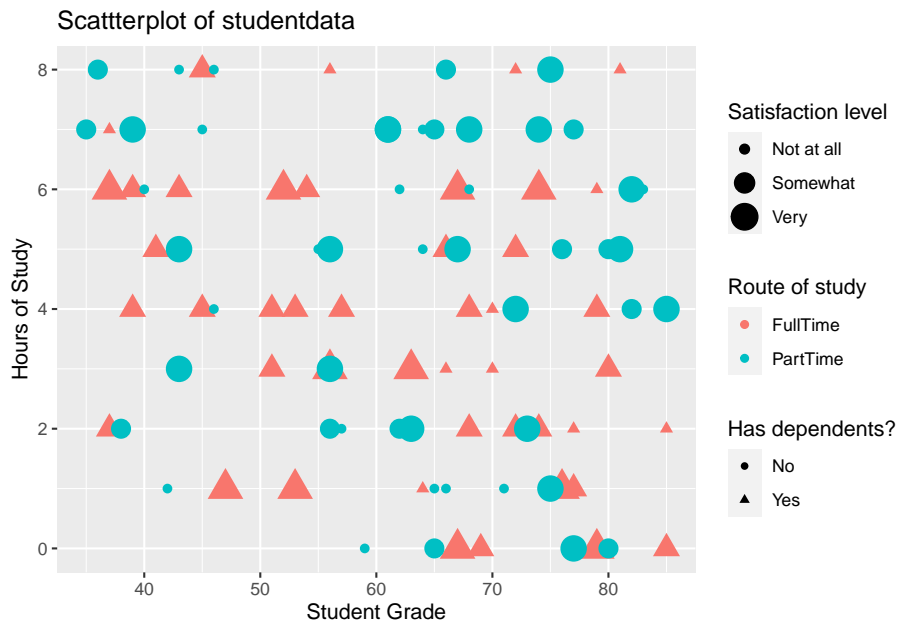 Scattterplot of studentdata
8
6
4
2
0
Hours of Study
40 50 60 70 80
Student Grade
Satisfaction level
Not at all
Somewhat
Very
Route of study
FullTime
PartTime
Has dependents?
No
Yes